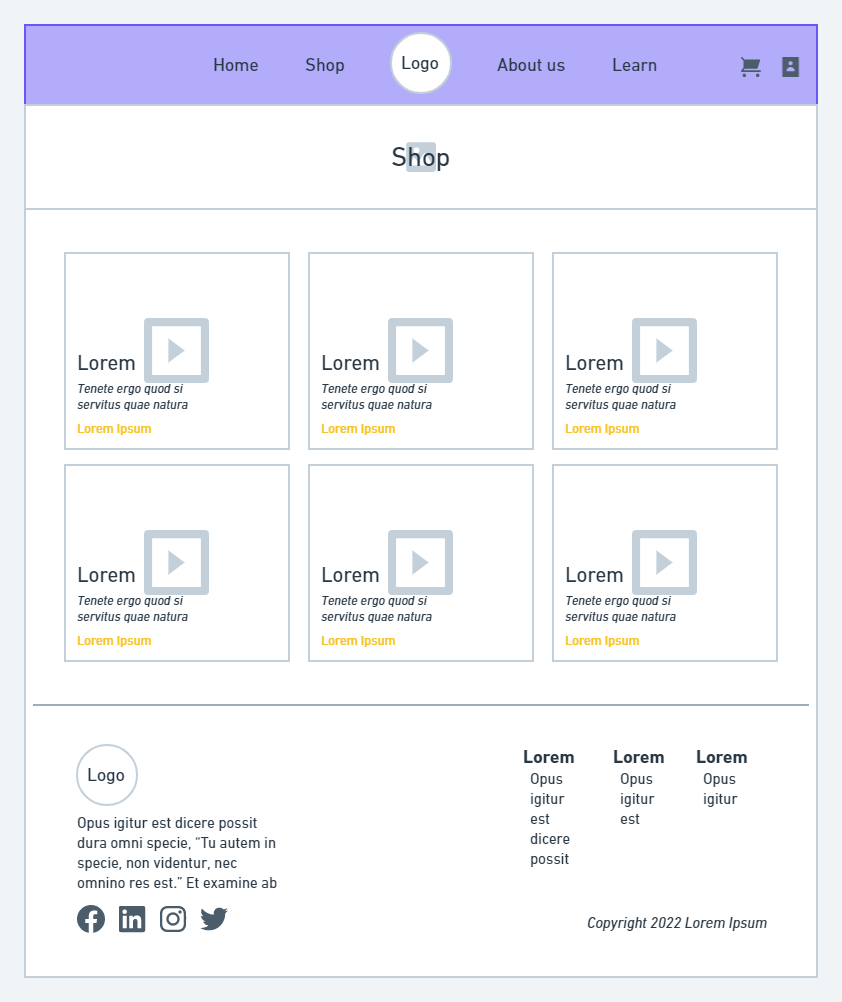 Home
Shop
Logo
About us
Learn
Shop
Lorem
Tenete ergo quod si
servitus quae natura
Lorem Ipsum
Lorem
Tenete ergo quod si
servitus quae natura
Lorem Ipsum
Lorem
Tenete ergo quod si
servitus quae natura
Lorem Ipsum
Lorem
Tenete ergo quod si
servitus quae natura
Lorem Ipsum
Lorem
Tenete ergo quod si
servitus quae natura
Lorem Ipsum
Lorem
Tenete ergo quod si
servitus quae natura
Lorem Ipsum
Logo
Opus igitur est dicere possit
dura omni specie, “Tu autem in
specie, non videntur, nec
omnino res est.” Et examine ab
Lorem
Opus
igitur
est
dicere
possit
Lorem
Opus
igitur
est
Lorem
Opus
igitur
Copyright 2022 Lorem Ipsum